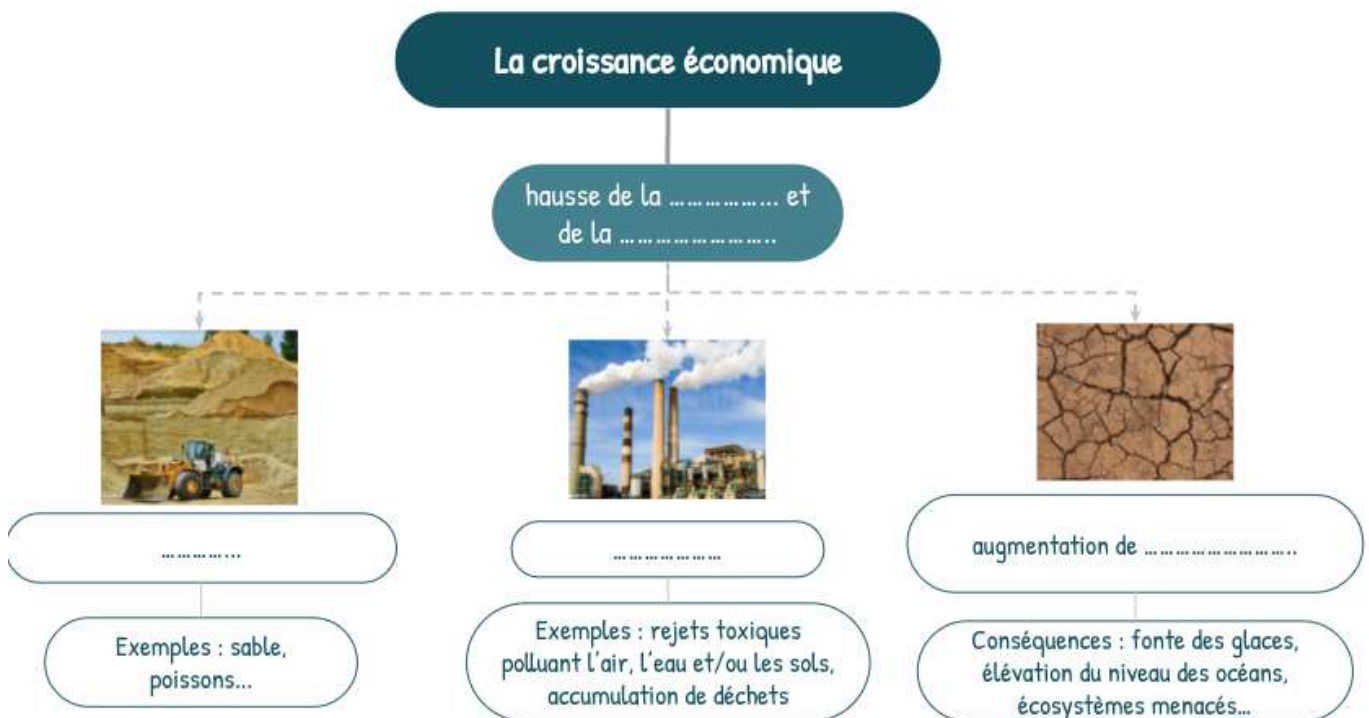 La croissance économique
hausse de la ……………... et
de la ……………………..
…………...
………………
augmentation de ……………………..
Exemples : sable,
poissons...
Exemples : rejets toxiques
polluant l'air, l'eau et/ou les sols,
accumulation de déchets
Conséquences : fonte des glaces,
élévation du niveau des océans,
écosystèmes menacés...